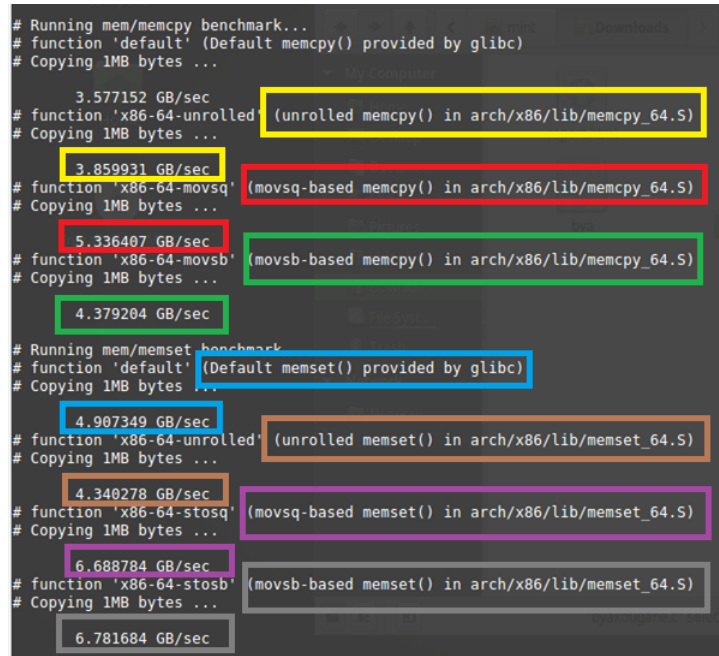 # Running mem/memcpy benchmark...
# function 'default' (Default memcpy() provided by glibc)
# Copying 1MB bytes ...
3.577152 GB/sec
# function 'x86-64-unrolled' (unrolled memcpy() in arch/x86/lib/memcpy_64.S)
# Copying 1MB bytes ...
3.859931 GB/sec
# function 'x86-64-movsq' (movsq-based memcpy() in arch/x86/lib/memcpy_64.S)
# Copying 1MB bytes ...
5.336407 GB/sec
# function 'x86-64-movsb' (movsb-based memcpy() in arch/x86/lib/memcpy_64.S)
# Copying 1MB bytes ...
4.379204 GB/sec
# Running mem/memset benchmark...
# function 'default' (Default memset() provided by glibc)
# Copying 1MB bytes ...
4.907349 GB/sec
# function 'x86-64-unrolled' (unrolled memset() in arch/x86/lib/memset_64.S)
# Copying 1MB bytes ...
4.340278 GB/sec
# function 'x86-64-stosq' (movsq-based memset() in arch/x86/lib/memset_64.S)
# Copying 1MB bytes ...
6.688784 GB/sec
# function 'x86-64-stosb' (movsb-based memset() in arch/x86/lib/memset_64.S)
# Copying 1MB bytes ...
6.781684 GB/sec
mint Downloads
My Computer
File Syst...